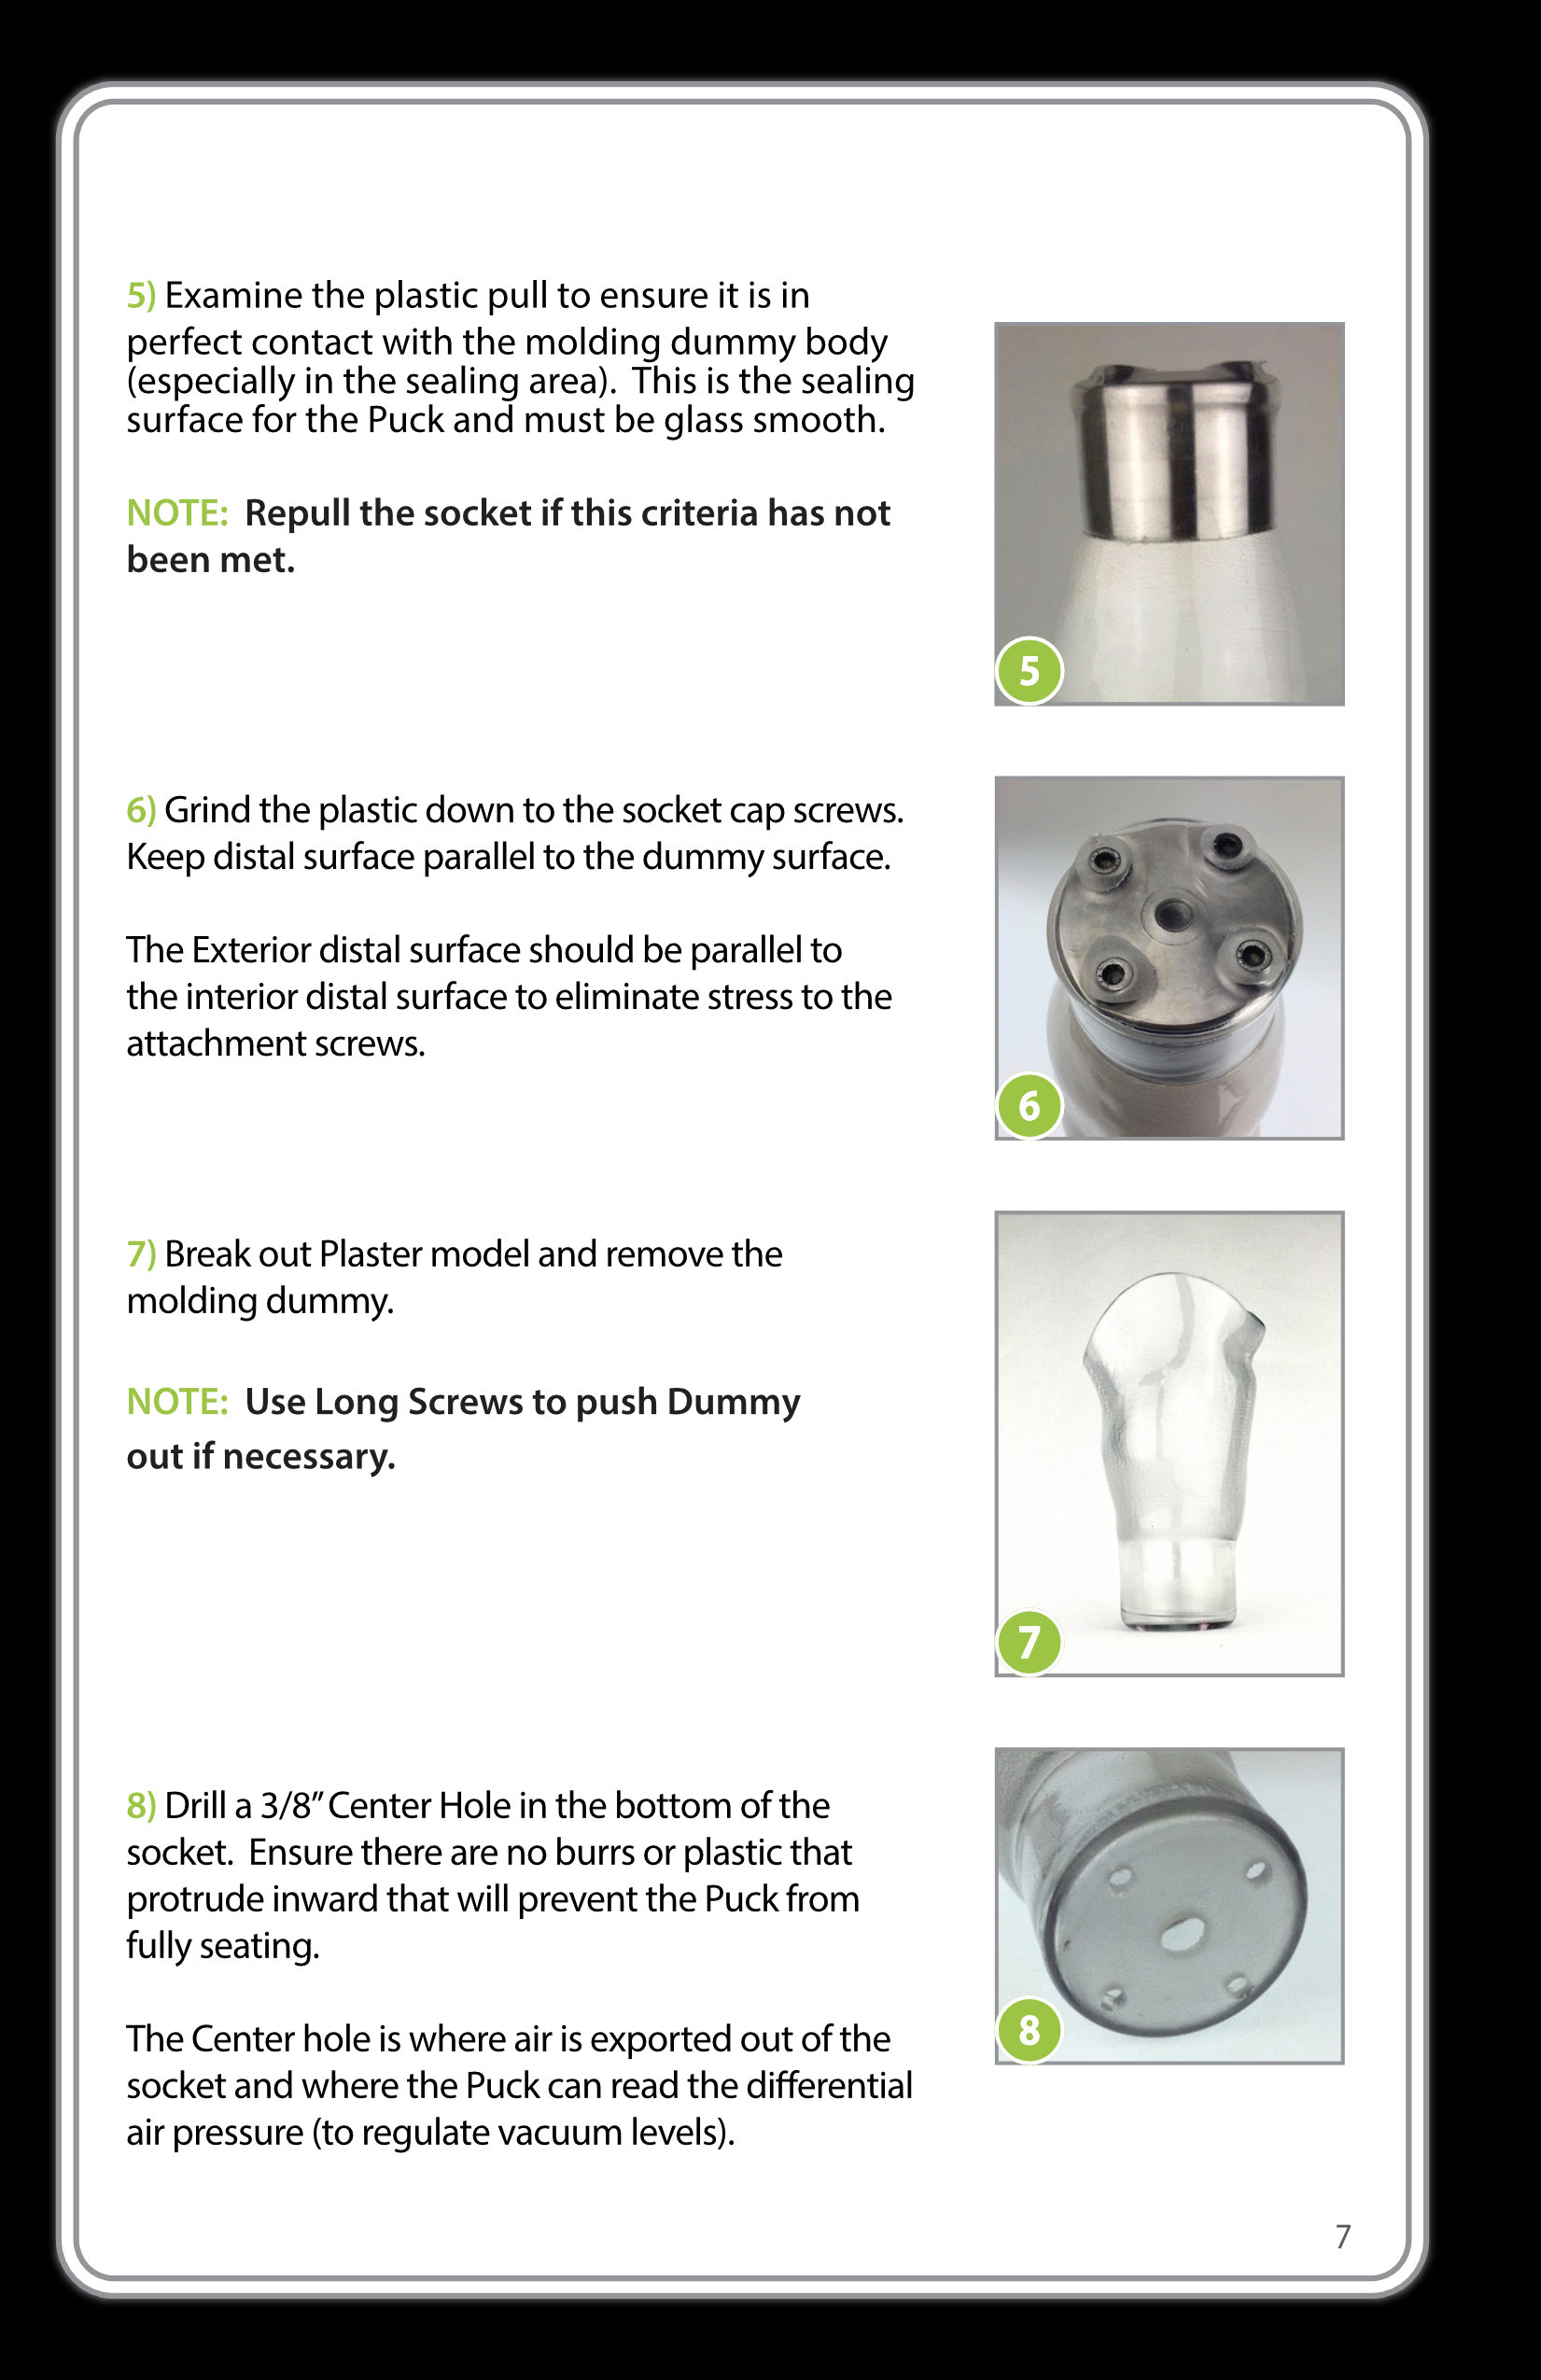 5) Examine the plastic pull to ensure it is in
perfect contact with the molding dummy body
(especially in the sealing area).  This is the sealing
surface for the Puck and must be glass smooth.
NOTE:  Repull the socket if this criteria has not
been met.
5
6) Grind the plastic down to the socket cap screws.
Keep distal surface parallel to the dummy surface.
The Exterior distal surface should be parallel to
the interior distal surface to eliminate stress to the
attachment screws.
6
7) Break out Plaster model and remove the
molding dummy.
NOTE:  Use Long Screws to push Dummy
out if necessary.
7
8) Drill a 3/8” Center Hole in the bottom of the
socket.  Ensure there are no burrs or plastic that
protrude inward that will prevent the Puck from
fully seating.
The Center hole is where air is exported out of the
socket and where the Puck can read the differential
air pressure (to regulate vacuum levels).
8
7